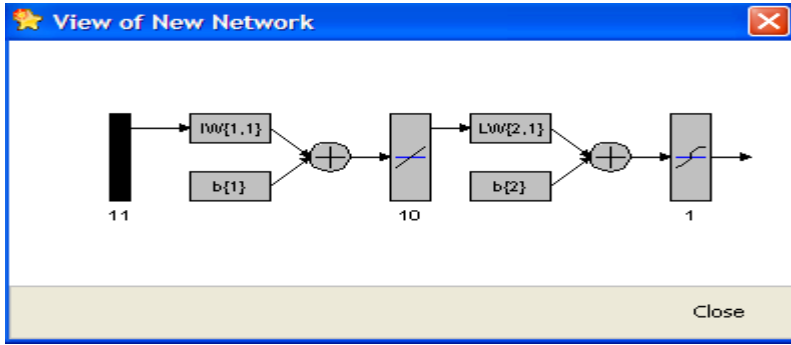 View of New Network
IW{1,1}
LW{2,1}
b{1}
b{2}
11
10
1
Close